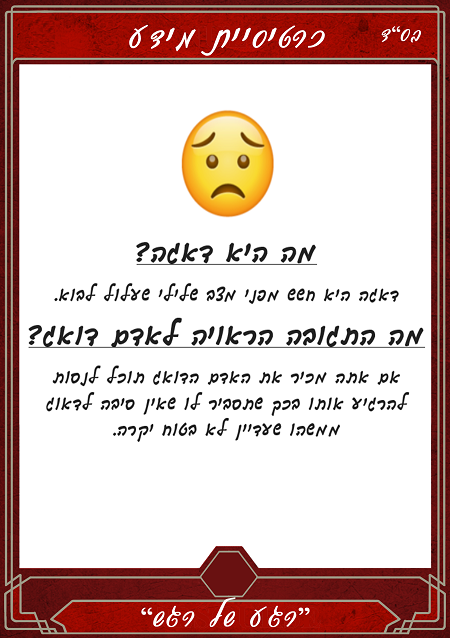 בס"ד
כרטיסיית מידע
מה היא דאגה?
דאגה היא חשש מפני מצב שלילי שעלול לבוא.
מה התגובה הראויה לאדם דואג?
אם אתה מכיר את האדם הדואג תוכל לנסות
להרגיע אותו בכך שתסביר לו שאין סיבה לדאוג
ממשהו שעדיין לא בטוח יקרה.
"רגע של רגש"